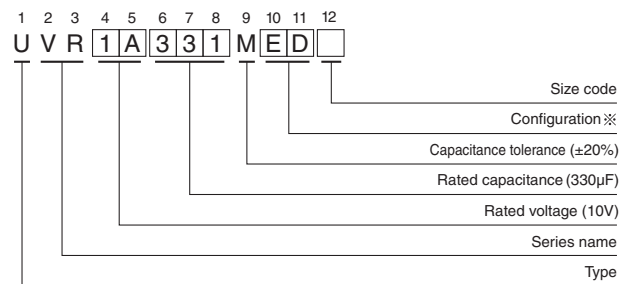 1 2 3 4 5 6 7 8 9 10 11 12
U V R 1 A 3 3 1 M E D
Size code
Configuration※
Capacitance tolerance (±20%)
Rated capacitance (330µF)
Rated voltage (10V)
Series name
Type